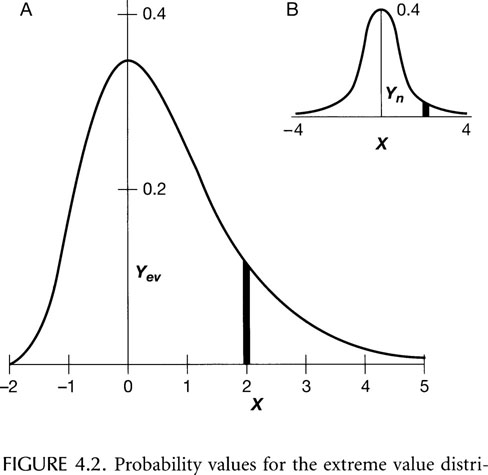 A
B
0.4
0.4
Yn
−4
4
X
0.2
Yev
−2 −1 0 1 2 3 4 5
X
FIGURE 4.2. Probability values for the extreme value distri-